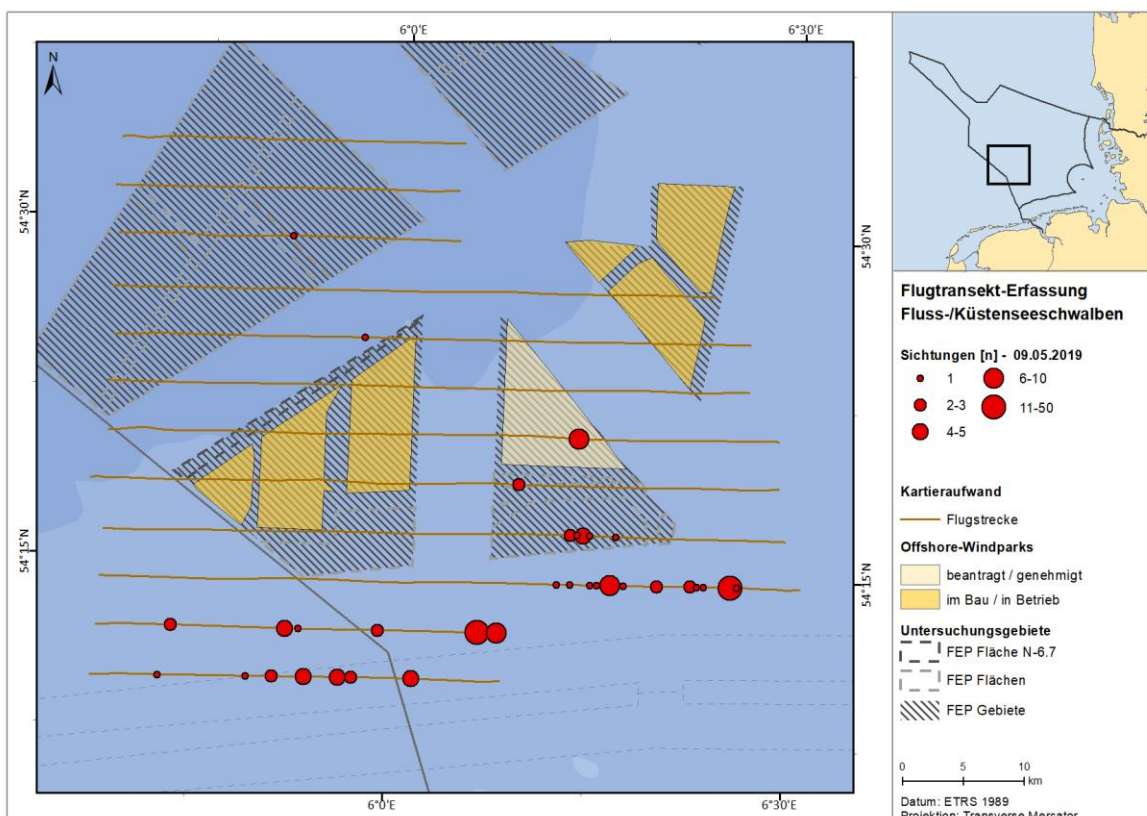 6°0'E
6°30'E
N
54°30'N
54°30'N
54°15'N
54°15'N
6°0'E
6°30'E
Flugtransekt-Erfassung
Fluss-/Küstenseeschwalben
Sichtungen [n] - 09.05.2019
1
6-10
2-3
11-50
4-5
Kartieraufwand
Flugstrecke
Offshore-Windparks
beantragt / genehmigt
im Bau / in Betrieb
Untersuchungsgebiete
FEP Fläche N-6.7
FEP Flächen
FEP Gebiete
0 5 10
km
Datum: ETRS 1989
Projektion: Transverse Mercator